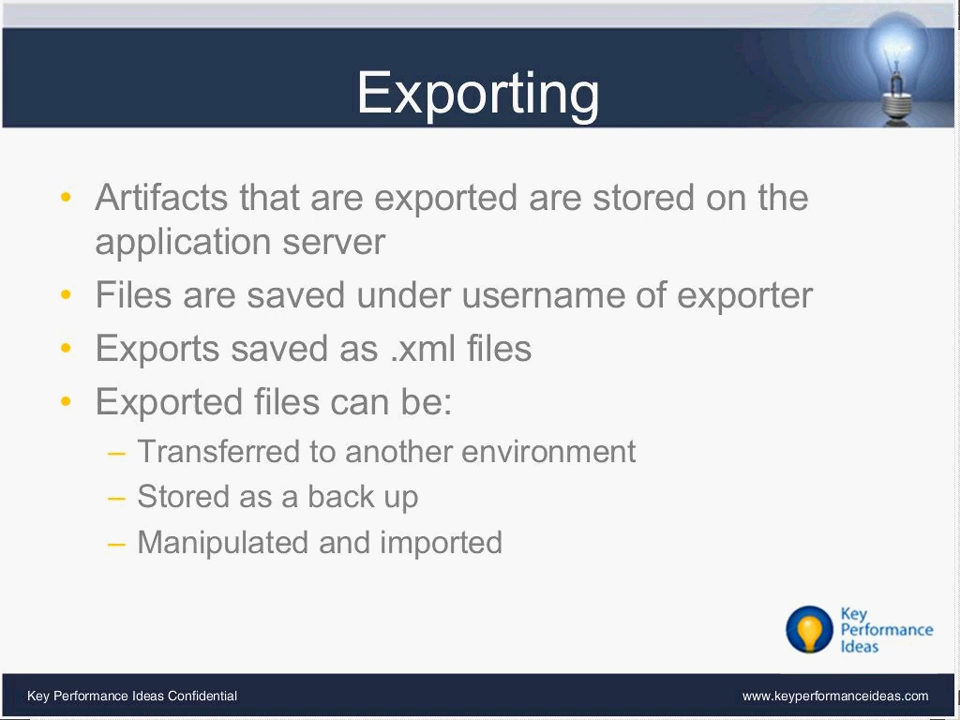 Exporting
• Artifacts that are exported are stored on the
application server
• Files are saved under username of exporter
• Exports saved as .xml files
• Exported files can be:
– Transferred to another environment
– Stored as a back up
– Manipulated and imported
Key
Performance
Ideas
Key Performance Ideas Confidential
www.keyperformanceideas.com